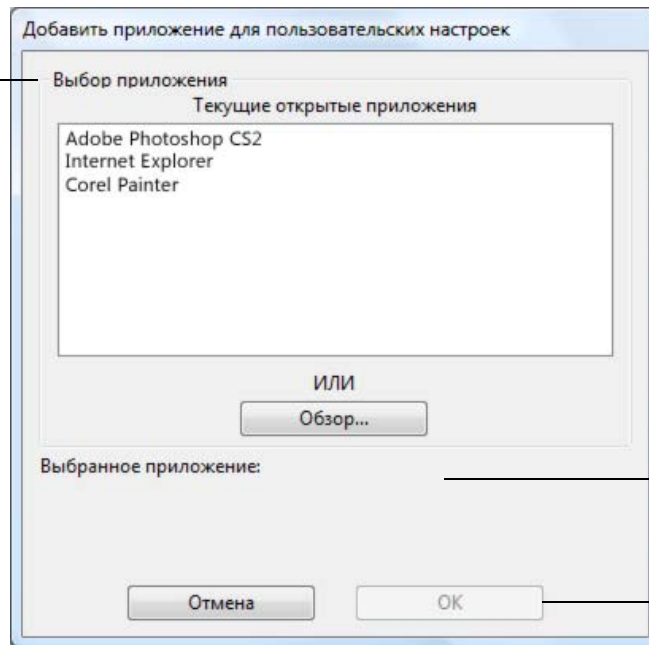 Добавить приложение для пользовательских настроек
Выбор приложения
Текущие открытые приложения
Adobe Photoshop CS2
Internet Explorer
Corel Painter
ИЛИ
Обзор...
Выбранное приложение:
Отмена
ОК